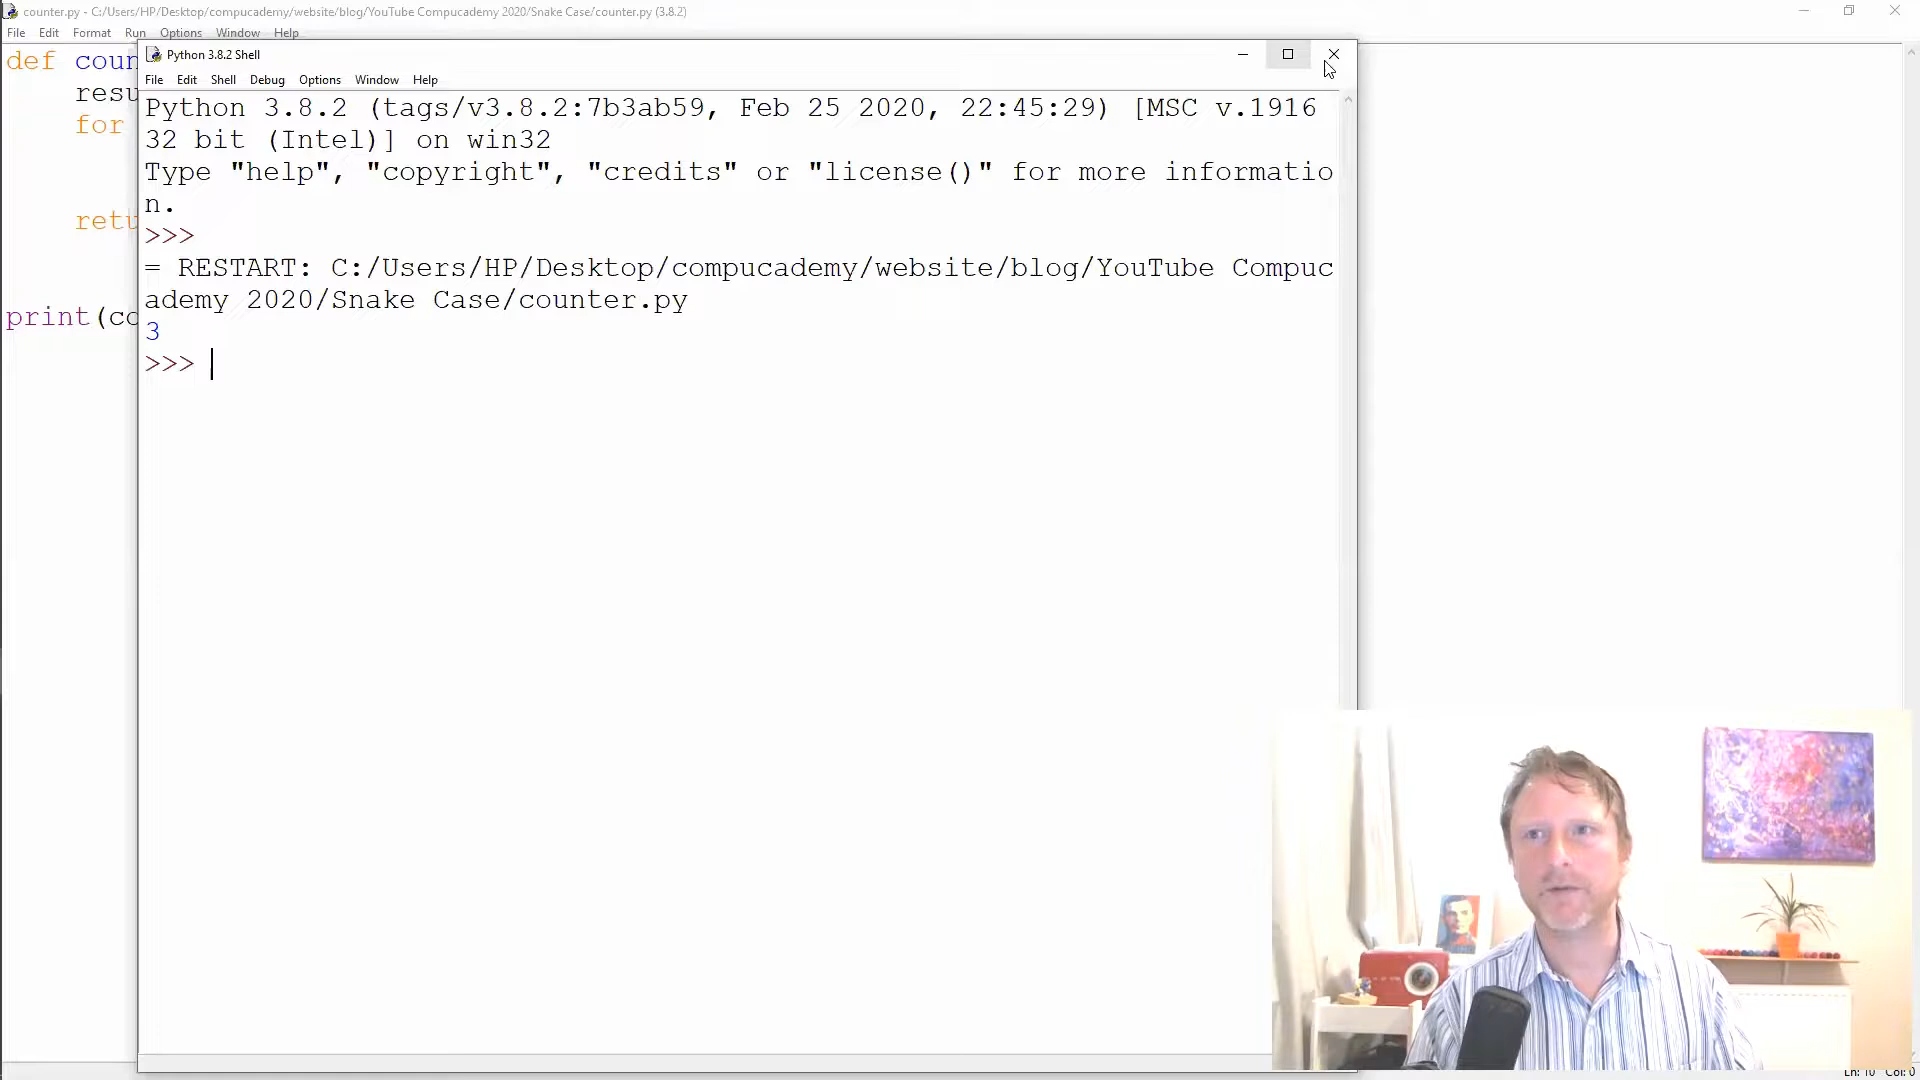 counter.py - C:/Users/HP/Desktop/compucademy/website/blog/YouTube Compucademy 2020/Snake Case/counter.py (3.8.2)
File Edit Format Run Options Window Help
def coun
resu
for
retu
print(co
Python 3.8.2 Shell
File Edit Shell Debug Options Window Help
Python 3.8.2 (tags/v3.8.2:7b3ab59, Feb 25 2020, 22:45:29) [MSC v.1916
32 bit (Intel)] on win32
Type "help", "copyright", "credits" or "license()" for more informatio
n.
>>>
= RESTART: C:/Users/HP/Desktop/compucademy/website/blog/YouTube Compuc
ademy 2020/Snake Case/counter.py
3
>>>
Ln: 10 Col: 0